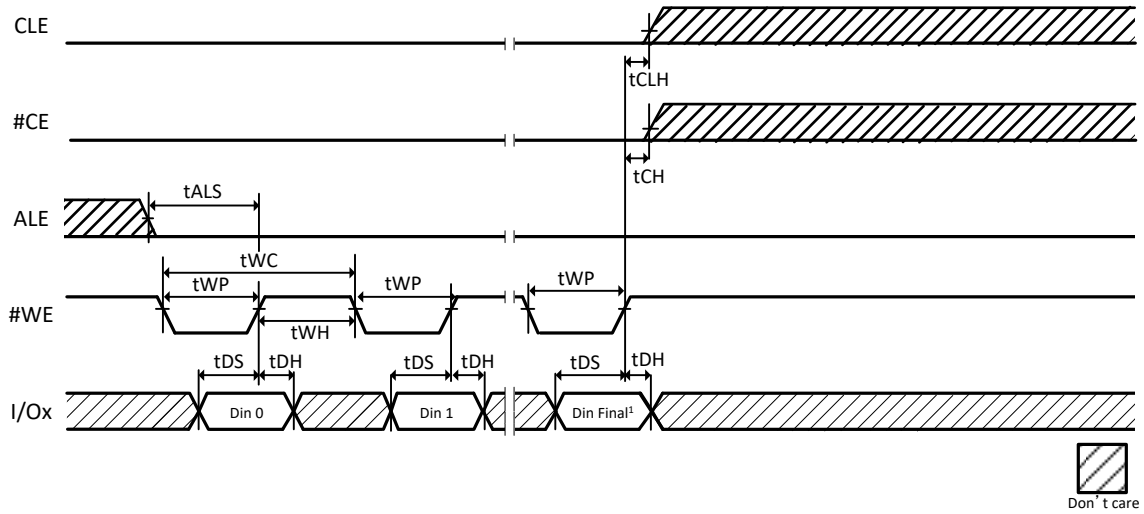 CLE
tCLH
#CE
tCH
tALS
ALE
tWC
tWP tWP tWP
#WE
tWH
tDS tDH tDS tDH tDS tDH
I/Ox Din 0 Din 1 Din Final¹
Don't care